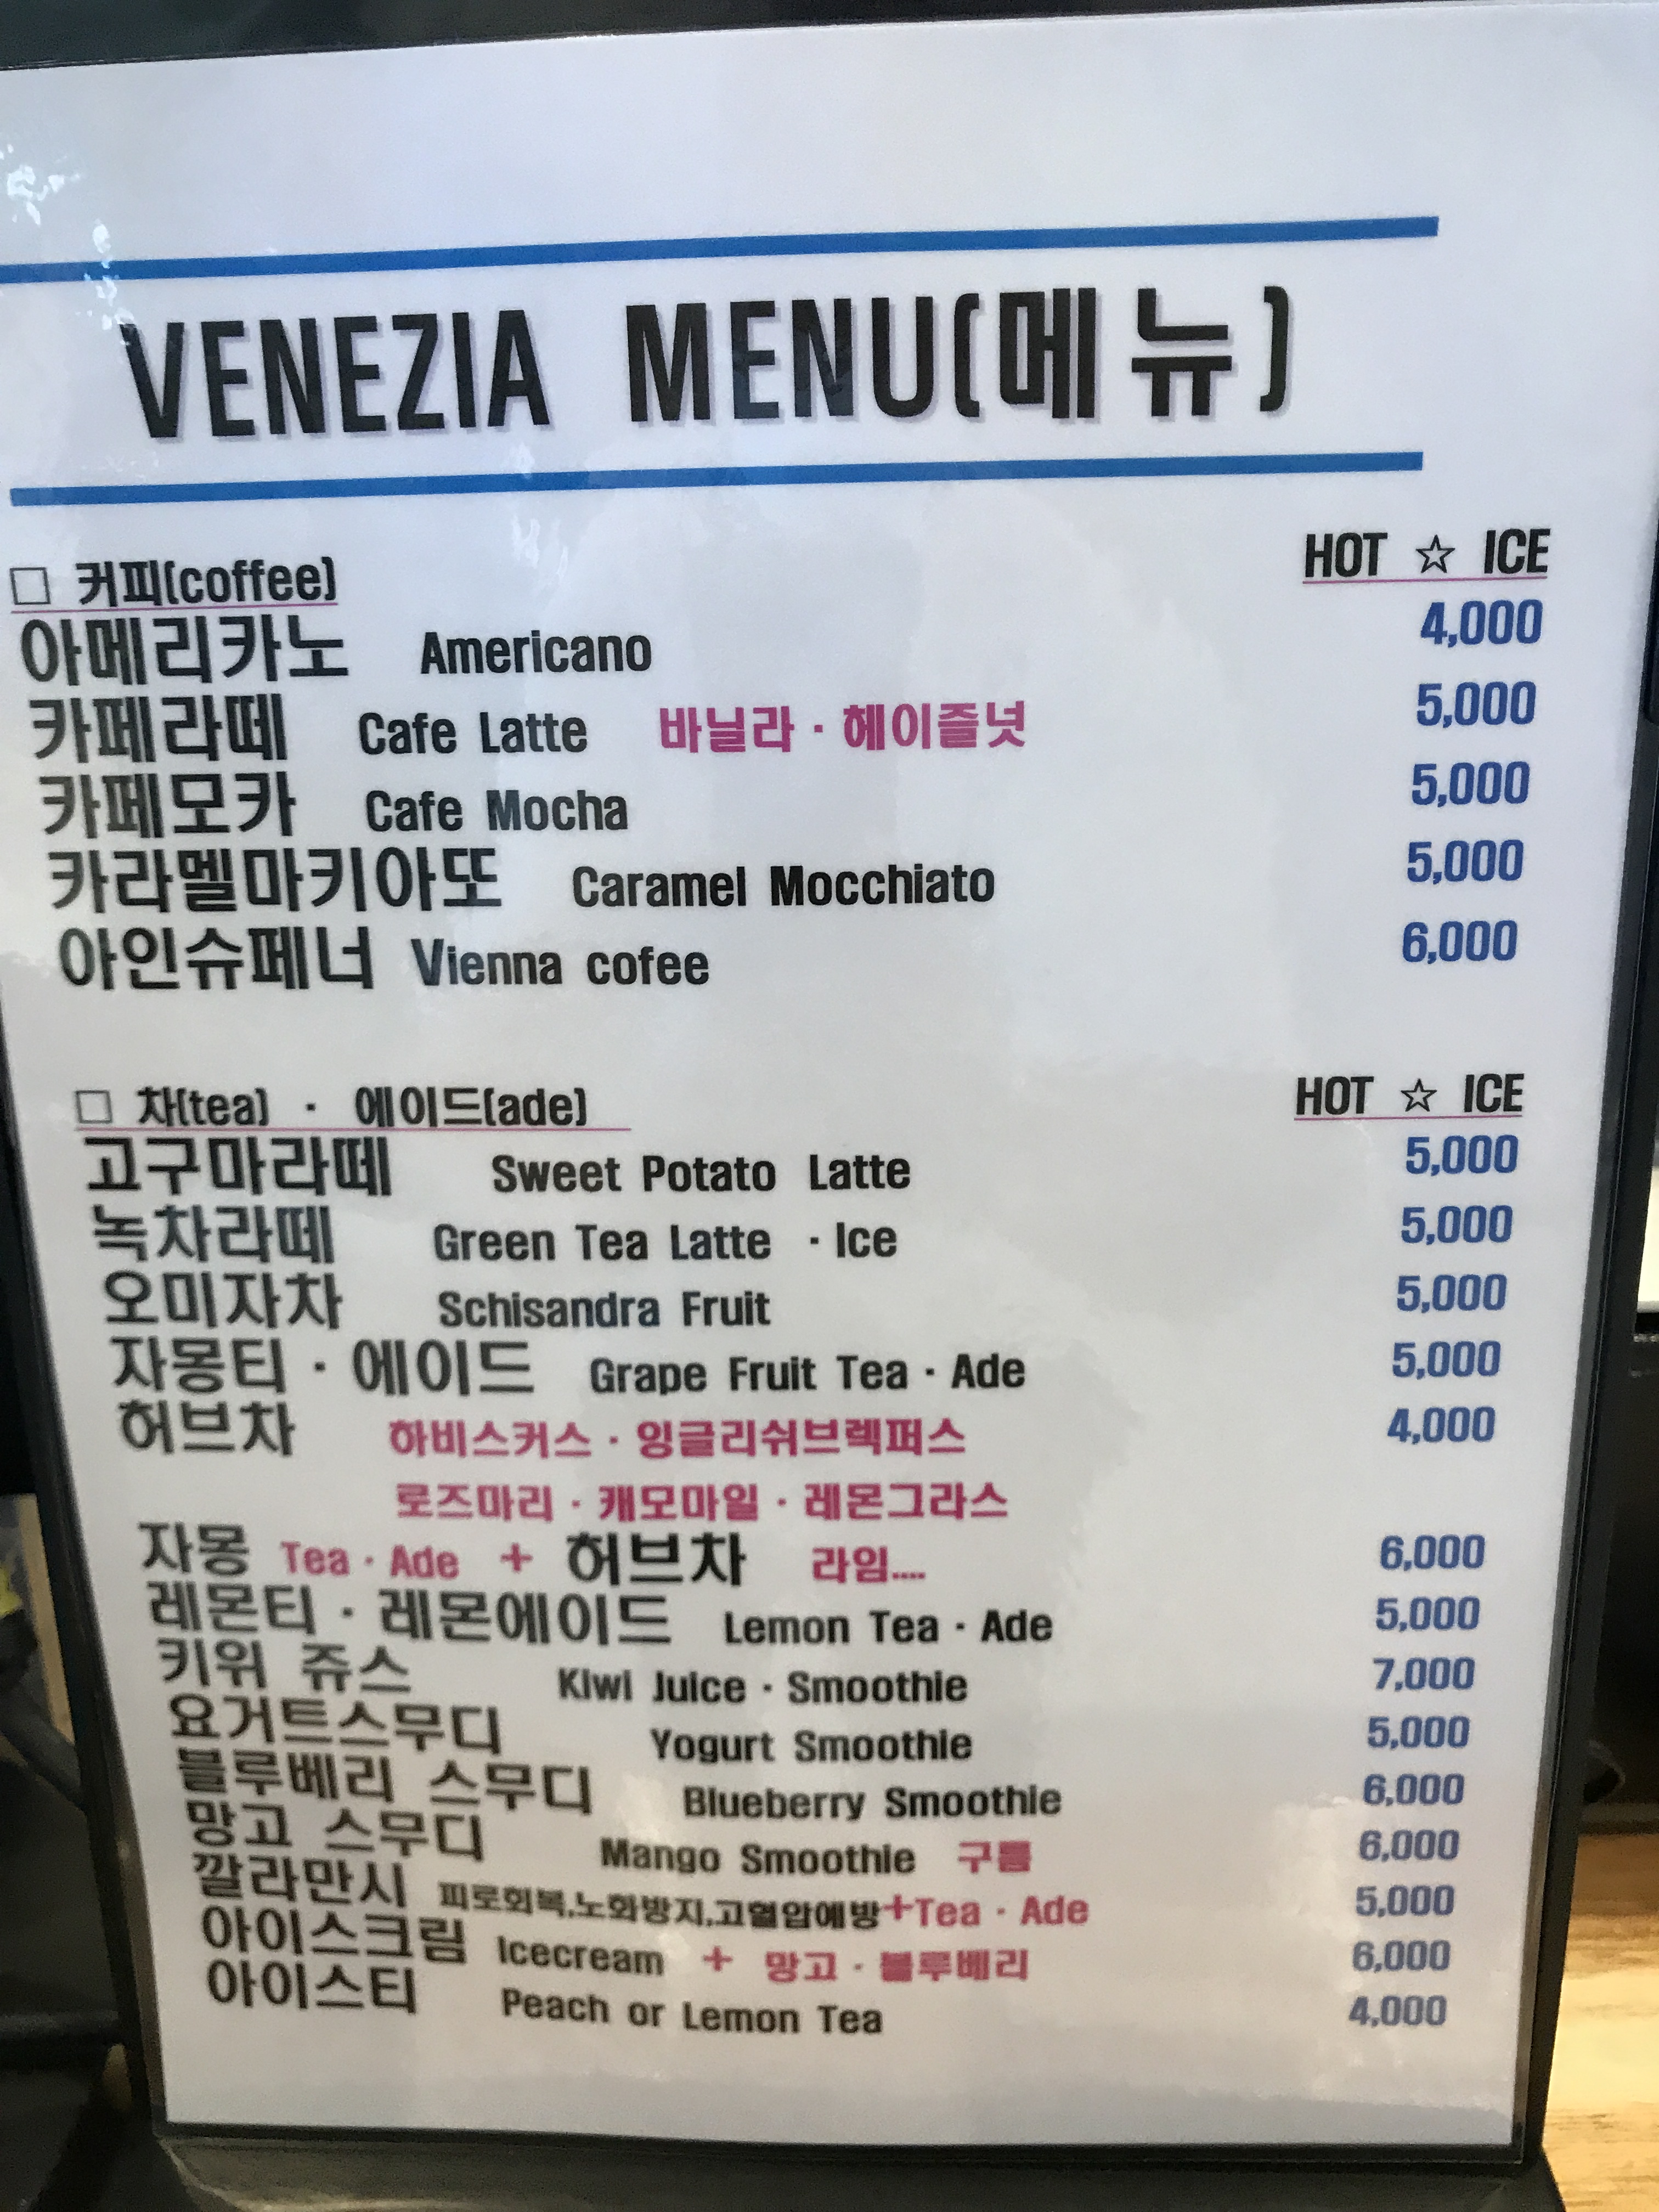 VENEZIA MENU(메뉴)
□ 커피(coffee) HOT ☆ ICE
아메리카노 Americano 4,000
카페라떼 Cafe Latte 바닐라 · 헤이즐넛 5,000
카페모카 Cafe Mocha 5,000
카라멜마키아또 Caramel Mocchiato 5,000
아인슈페너 Vienna cofee 6,000
□ 차(tea) · 에이드(ade) HOT ☆ ICE
고구마라떼 Sweet Potato Latte 5,000
녹차라떼 Green Tea Latte · Ice 5,000
오미자차 Schisandra Fruit 5,000
자몽티 · 에이드 Grape Fruit Tea · Ade 5,000
허브차 하비스커스 · 잉글리쉬브렉퍼스 4,000
로즈마리 · 캐모마일 · 레몬그라스
자몽 Tea · Ade + 허브차 라임.... 6,000
레몬티 · 레몬에이드 Lemon Tea · Ade 5,000
키위 쥬스 Kiwi Juice · Smoothie 7,000
요거트스무디 Yogurt Smoothie 5,000
블루베리 스무디 Blueberry Smoothie 6,000
망고 스무디 Mango Smoothie 구름 6,000
깔라만시 피로회복,노화방지,고혈압예방+Tea · Ade 5,000
아이스크림 Icecream + 망고 · 블루베리 6,000
아이스티 Peach or Lemon Tea 4,000